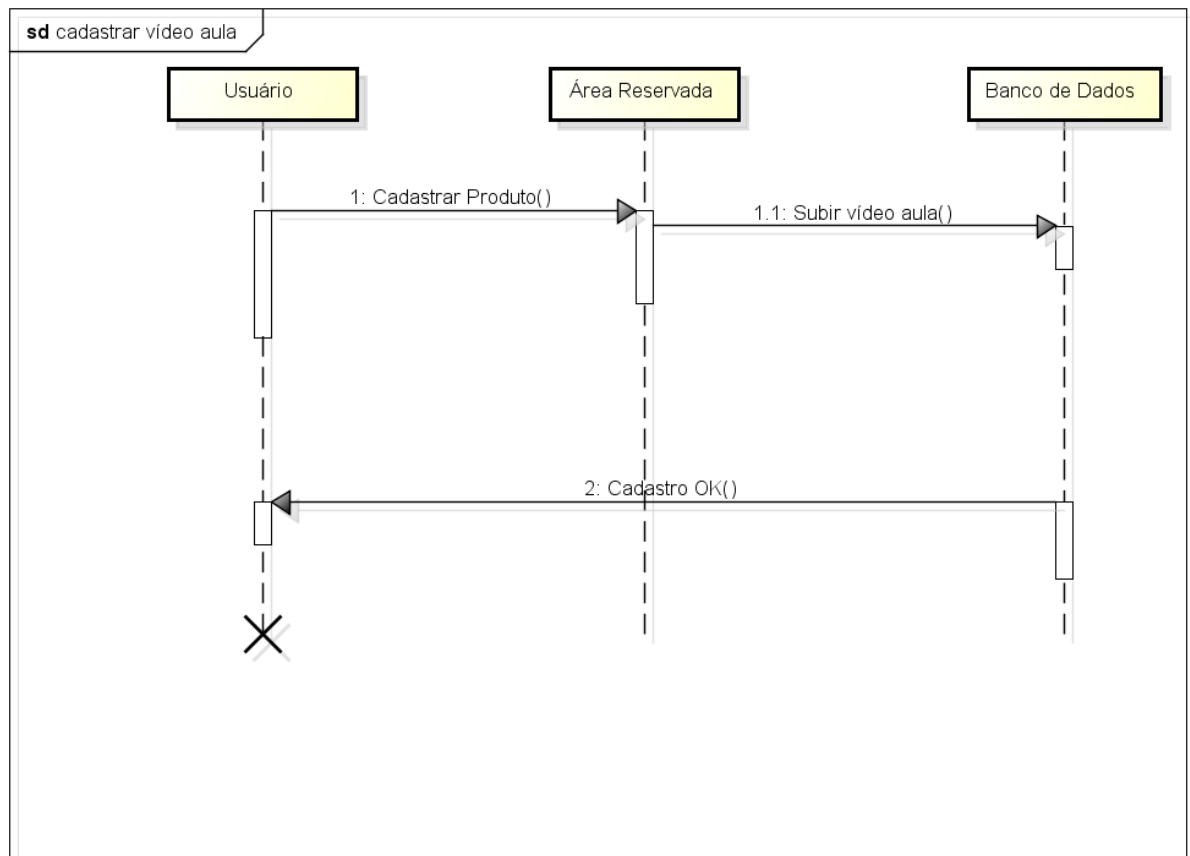 sd cadastrar vídeo aula
Usuário
Área Reservada
Banco de Dados
1: Cadastrar Produto()
1.1: Subir vídeo aula()
2: Cadastro OK()